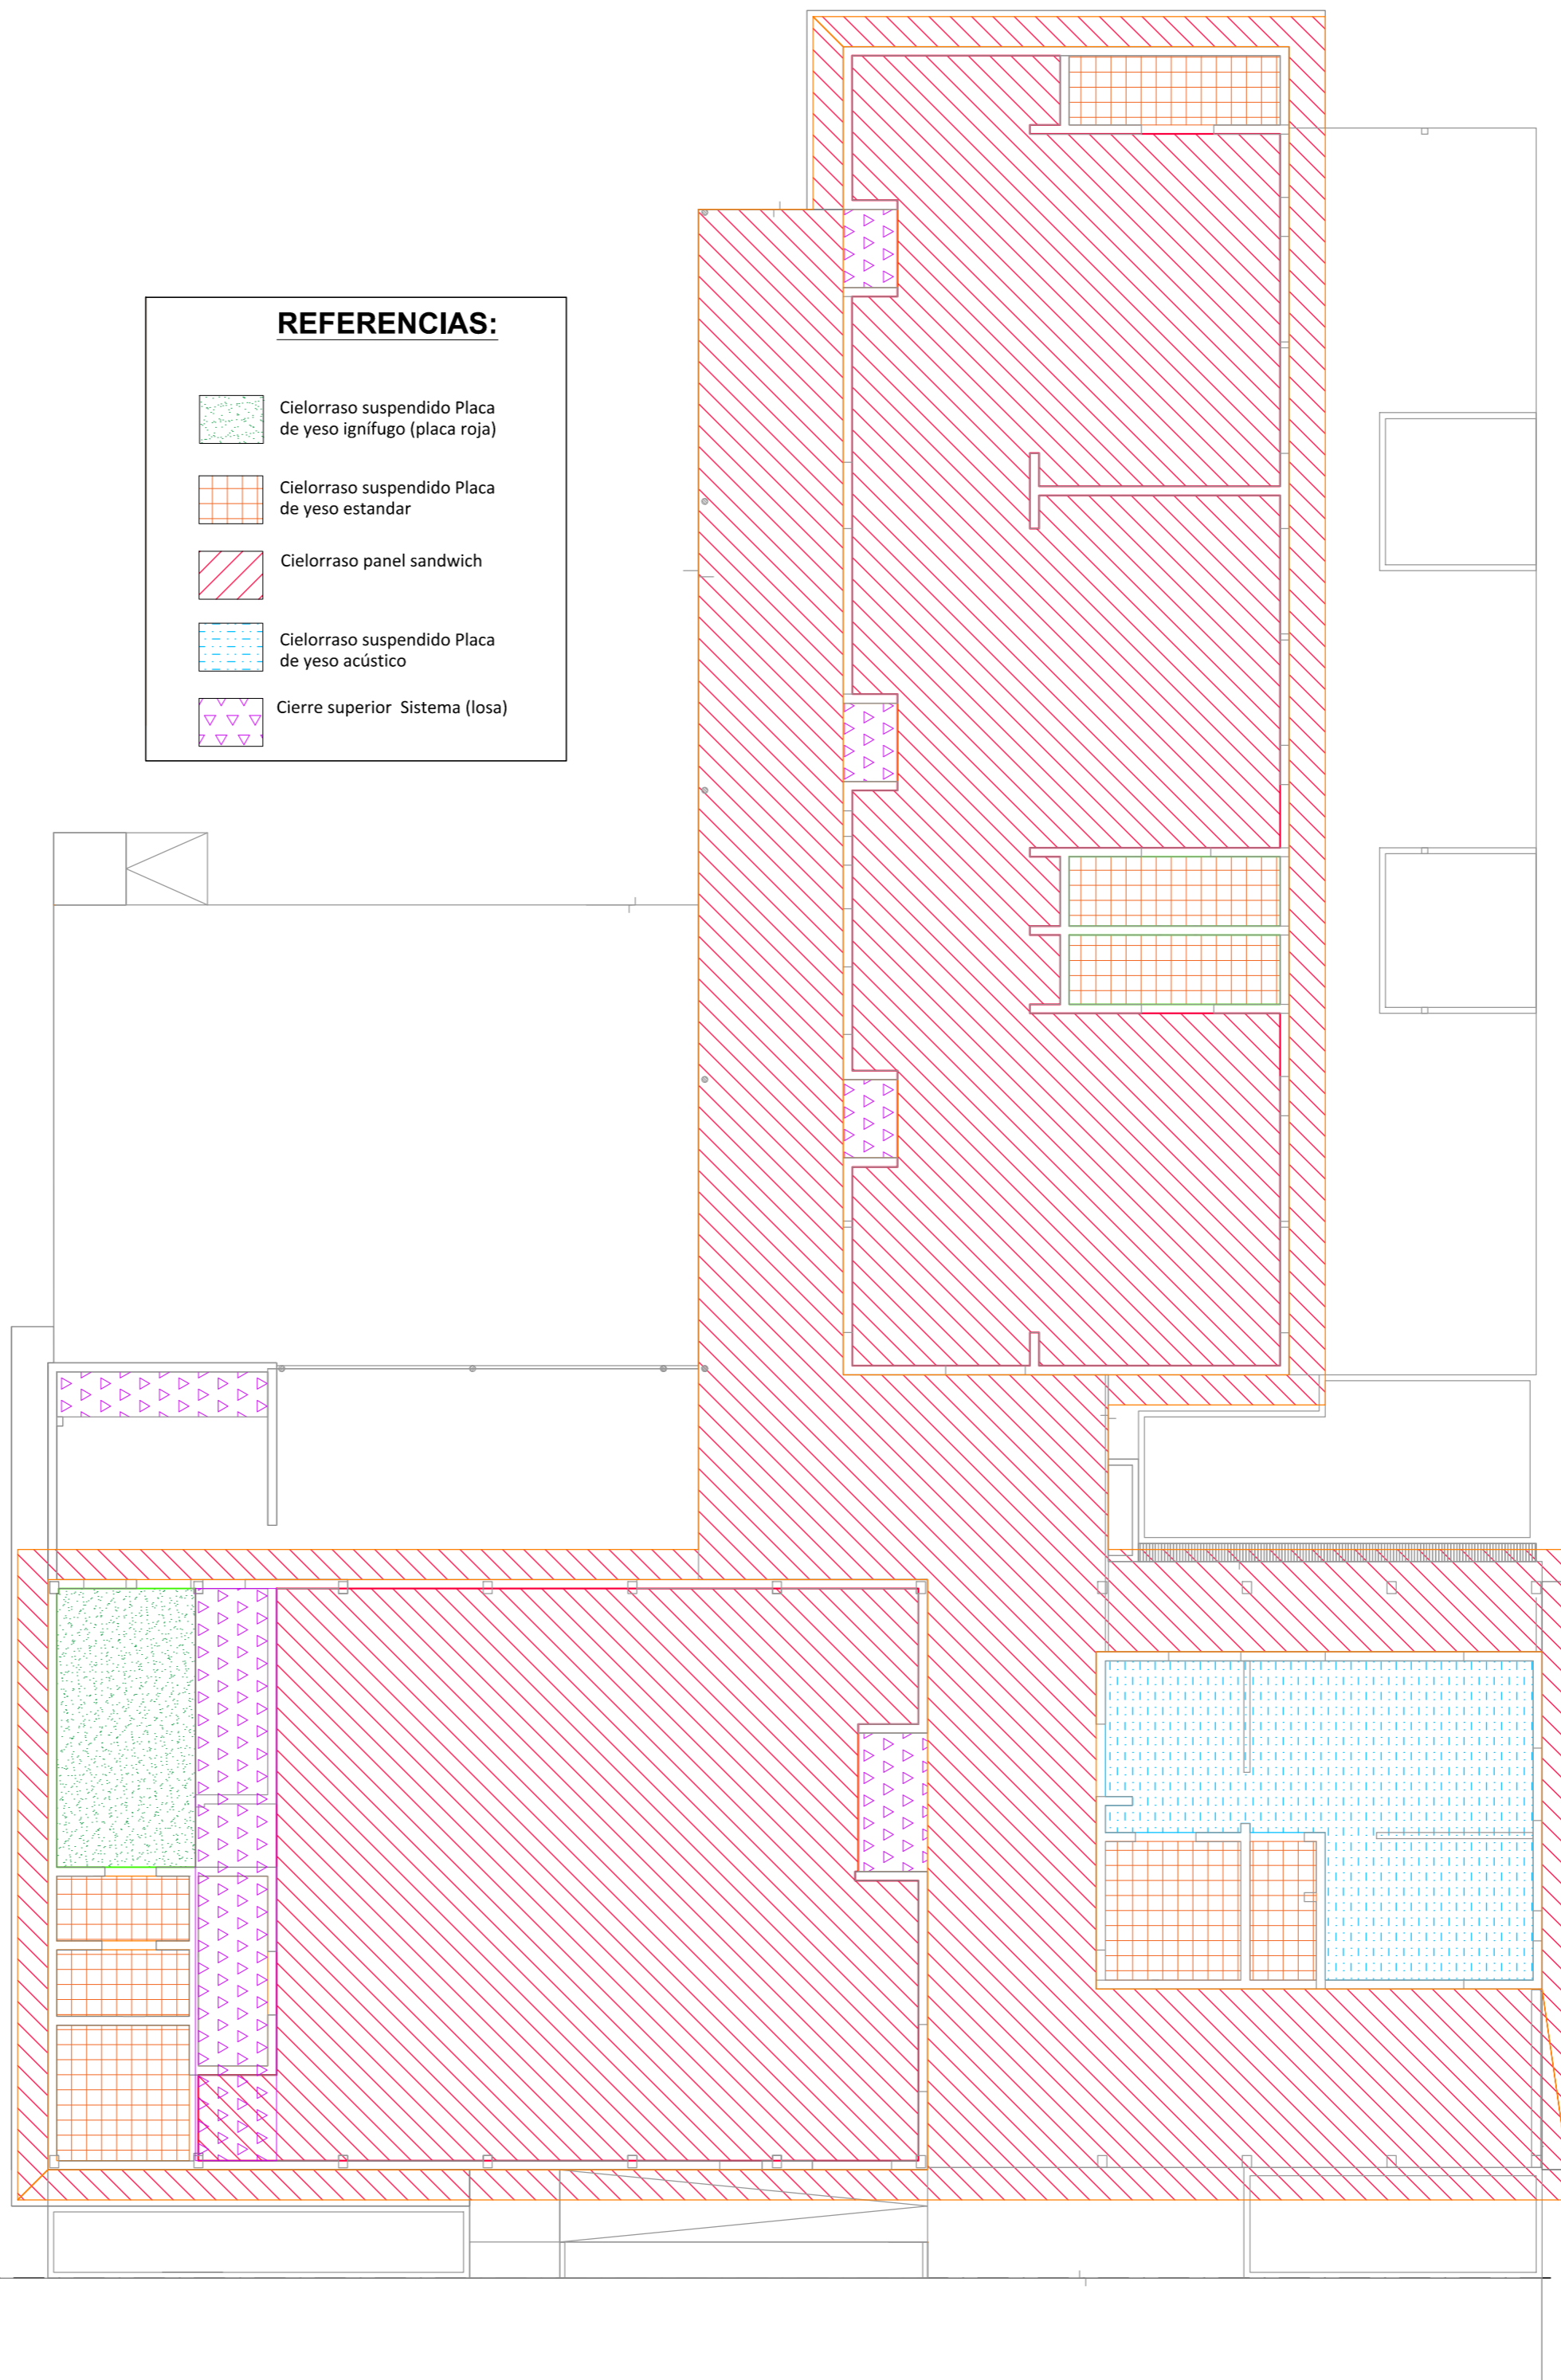 REFERENCIAS:
Cielorraso suspendido Placa
de yeso ignífugo (placa roja)
Cielorraso suspendido Placa
de yeso estandar
Cielorraso panel sandwich
Cielorraso suspendido Placa
de yeso acústico
Cierre superior  Sistema (losa)